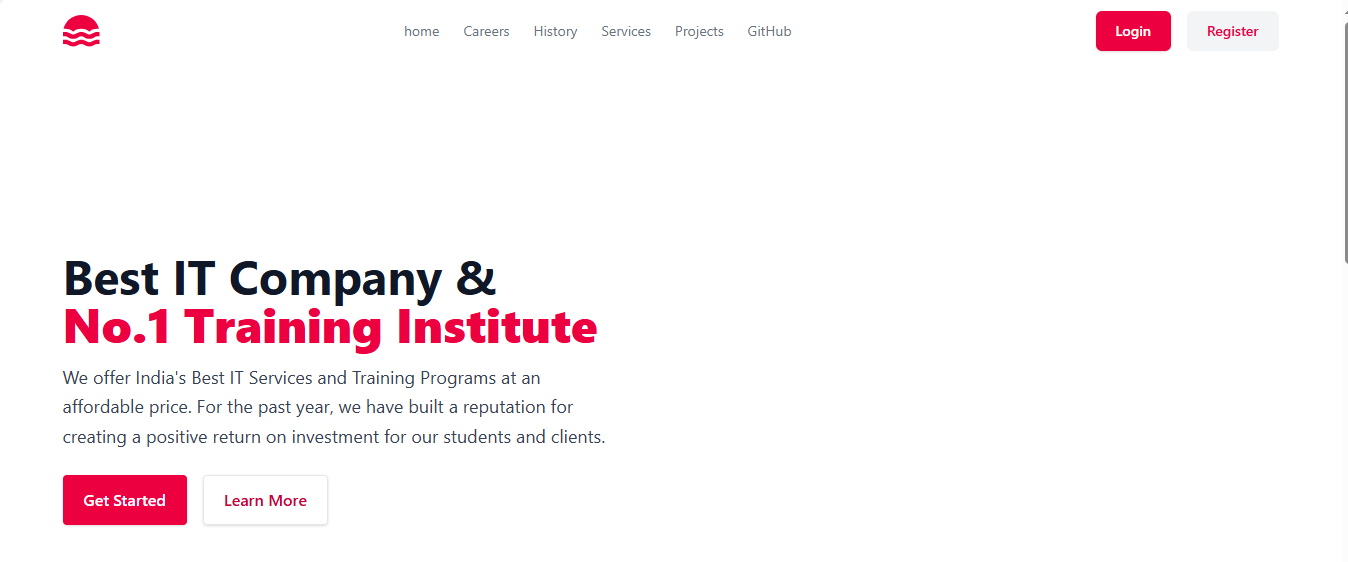 home Careers History Services Projects GitHub Login Register
Best IT Company &
No.1 Training Institute
We offer India's Best IT Services and Training Programs at an
affordable price. For the past year, we have built a reputation for
creating a positive return on investment for our students and clients.
Get Started Learn More